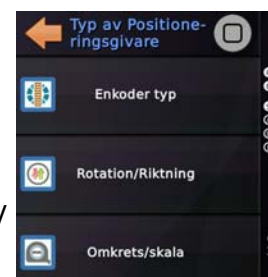 Typ av Positione-
ringsgivare
Enkoder typ
Rotation/Riktning
Omkrets/skala